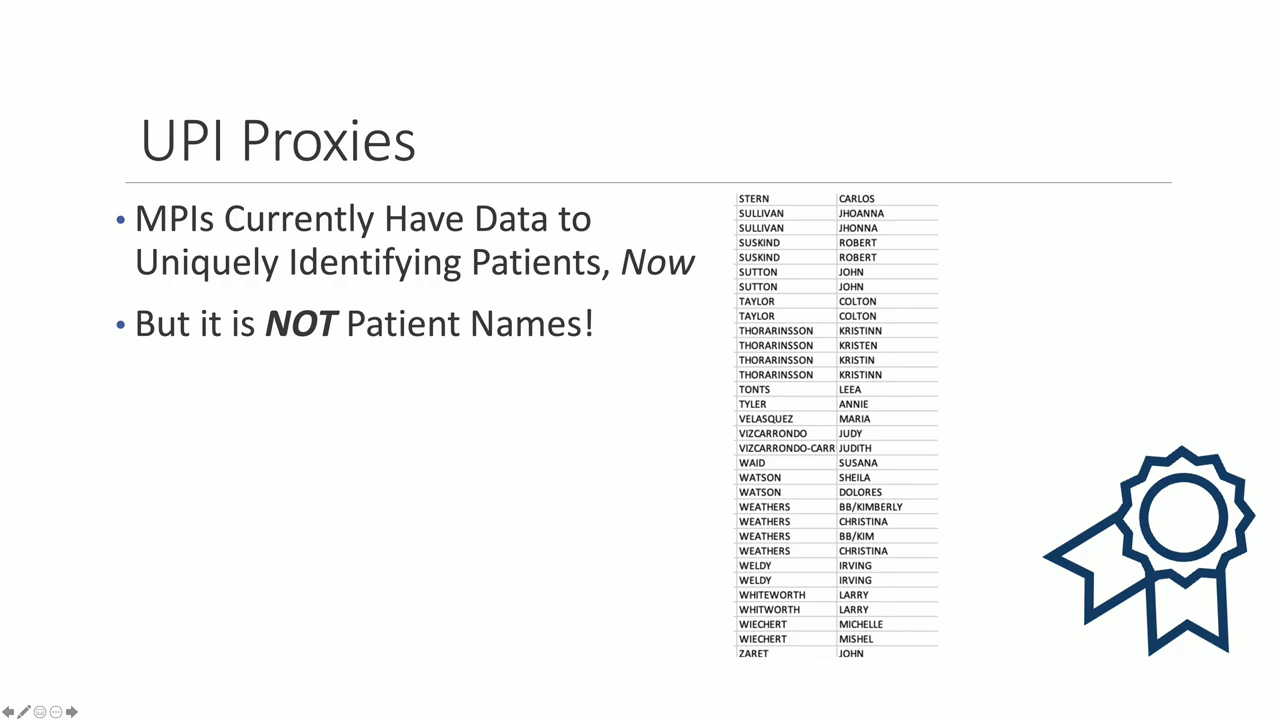 UPI Proxies
• MPIs Currently Have Data to
Uniquely Identifying Patients, Now
• But it is NOT Patient Names!
STERN CARLOS
SULLIVAN JHOANNA
SULLIVAN JHONNA
SUSKIND ROBERT
SUSKIND ROBERT
SUTTON JOHN
SUTTON JOHN
TAYLOR COLTON
TAYLOR COLTON
THORARINSSON KRISTINN
THORARINSSON KRISTEN
THORARINSSON KRISTIN
THORARINSSON KRISTINN
TONTS LEEA
TYLER ANNIE
VELASQUEZ MARIA
VIZCARRONDO JUDY
VIZCARRONDO-CARR JUDITH
WAID SUSANA
WATSON SHEILA
WATSON DOLORES
WEATHERS BB/KIMBERLY
WEATHERS CHRISTINA
WEATHERS BB/KIM
WEATHERS CHRISTINA
WELDY IRVING
WELDY IRVING
WHITEWORTH LARRY
WHITWORTH LARRY
WIECHERT MICHELLE
WIECHERT MISHEL
ZARET JOHN